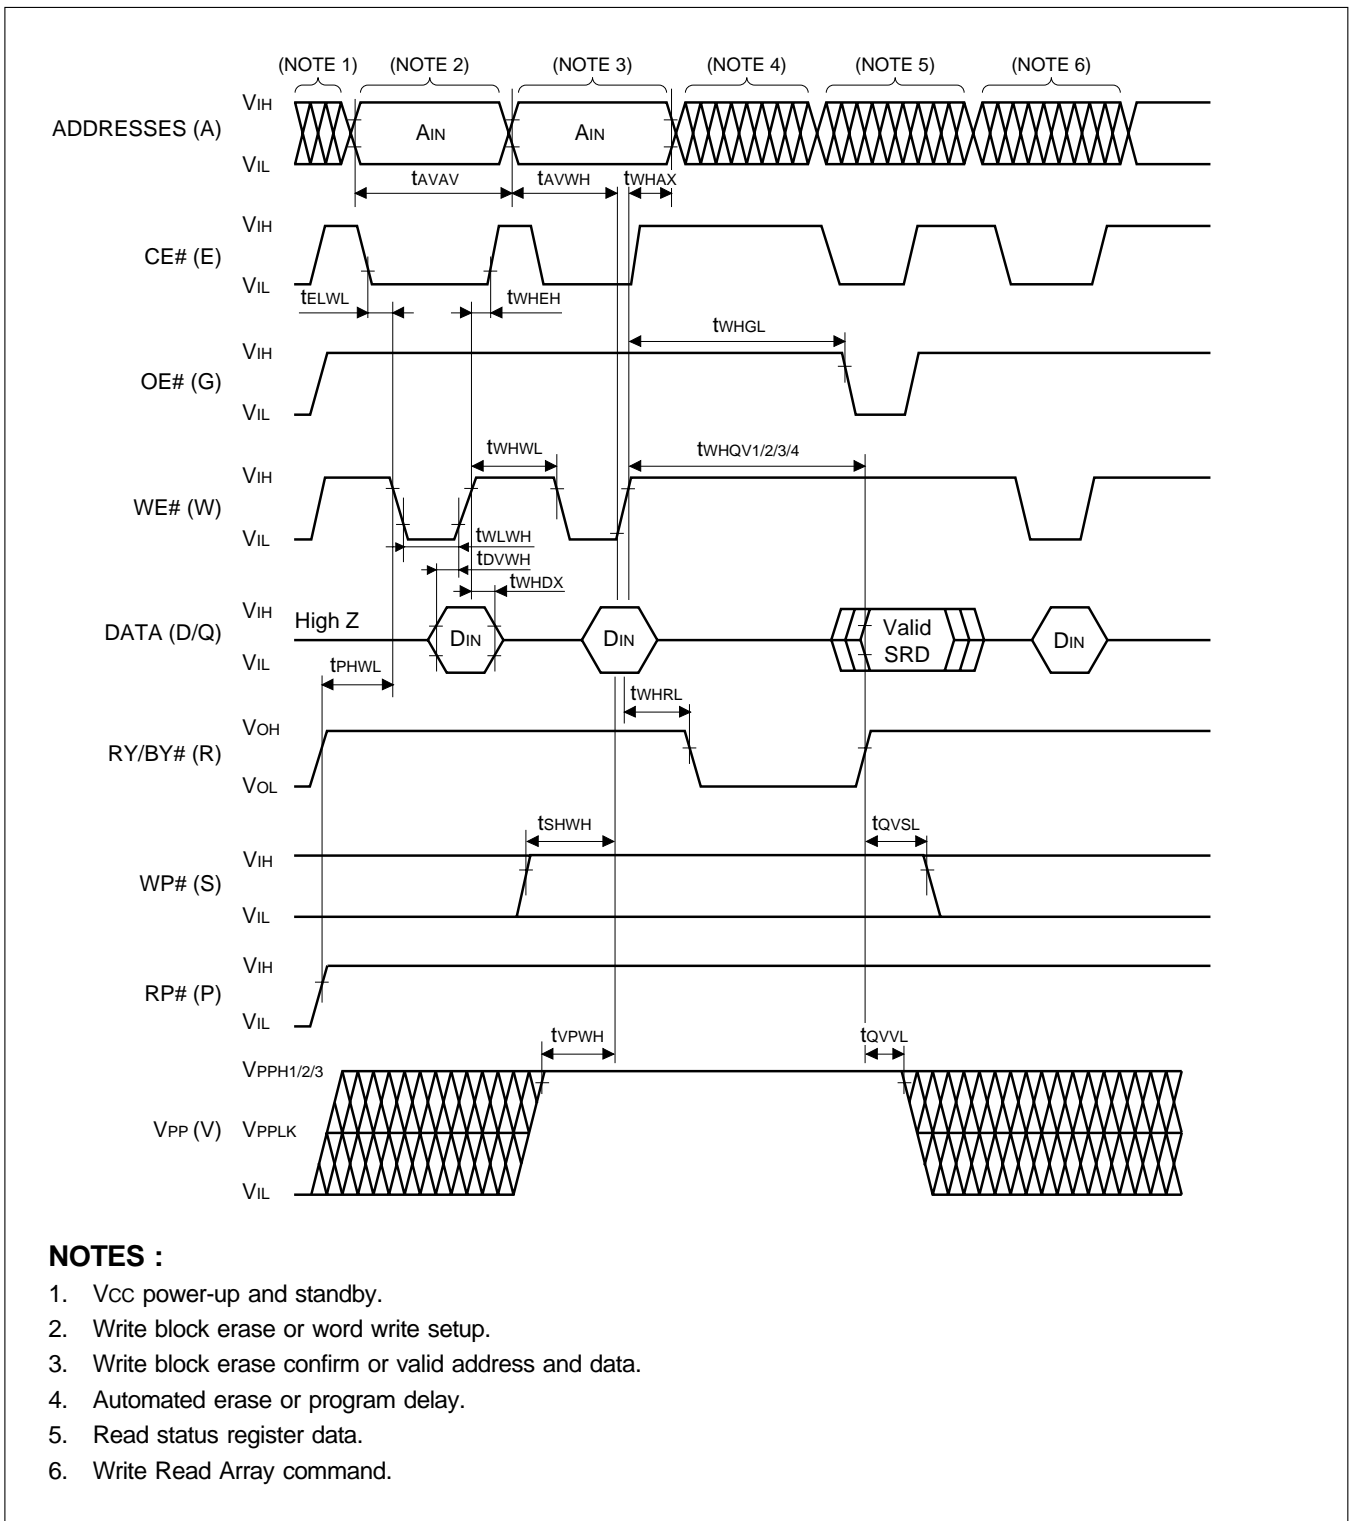 (NOTE 1) (NOTE 2) (NOTE 3) (NOTE 4) (NOTE 5) (NOTE 6)
VIH
ADDRESSES (A) AIN AIN
VIL
tAVAV tAVWH tWHAX
VIH
CE# (E)
VIL
tELWL tWHEH
tWHGL
VIH
OE# (G)
VIL
tWHWL tWHQV1/2/3/4
VIH
WE# (W)
VIL
tWLWH
tDVWH
tWHDX
VIH
High Z
DATA (D/Q) DIN DIN Valid SRD DIN
VIL
tPHWL
tWHRL
VOH
RY/BY# (R)
VOL
tSHWH tQVSL
VIH
WP# (S)
VIL
VIH
RP# (P)
VIL
tVPWH tQVVL
VPPH1/2/3
VPP (V) VPPLK
VIL
NOTES :
1. VCC power-up and standby.
2. Write block erase or word write setup.
3. Write block erase confirm or valid address and data.
4. Automated erase or program delay.
5. Read status register data.
6. Write Read Array command.